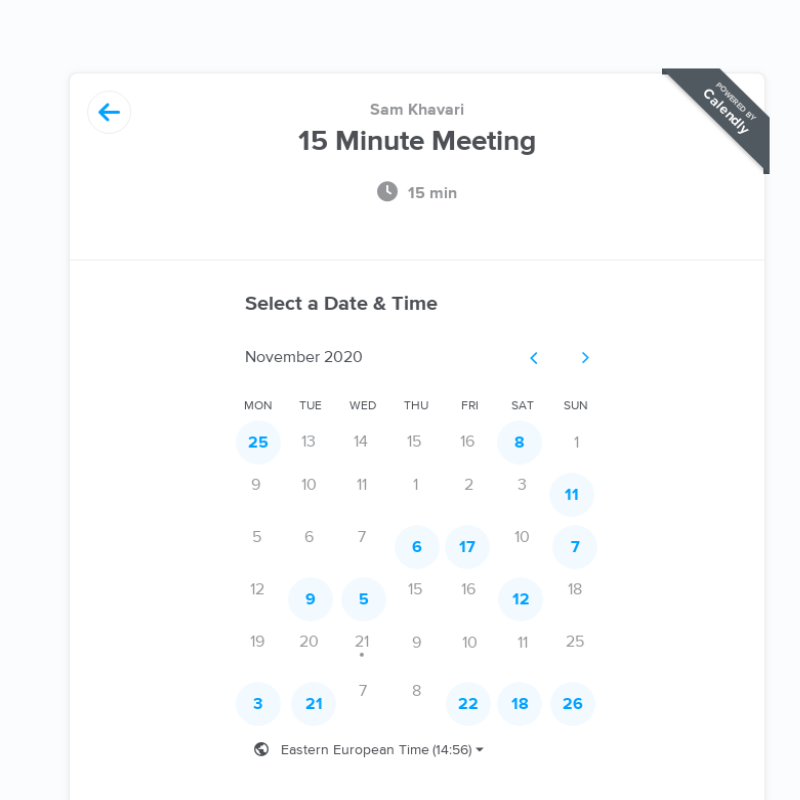 POWERED BY
Calendly
Sam Khavari
15 Minute Meeting
15 min
Select a Date & Time
November 2020
MON TUE WED THU FRI SAT SUN
25 13 14 15 16 8 1
9 10 11 1 2 3 11
5 6 7 6 17 10 7
12 9 5 15 16 12 18
19 20 21 9 10 11 25
3 21 7 8 22 18 26
Eastern European Time (14:56)